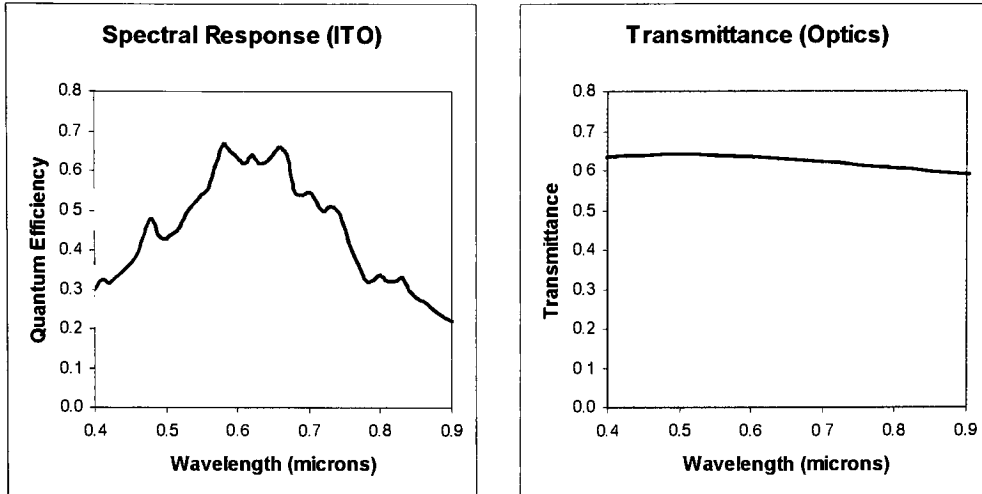 Spectral Response (ITO)
Quantum Efficiency
0.8
0.7
0.6
0.5
0.4
0.3
0.2
0.1
0.0
0.4 0.5 0.6 0.7 0.8 0.9
Wavelength (microns)
Transmittance (Optics)
Transmittance
0.8
0.7
0.6
0.5
0.4
0.3
0.2
0.1
0.0
0.4 0.5 0.6 0.7 0.8 0.9
Wavelength (microns)